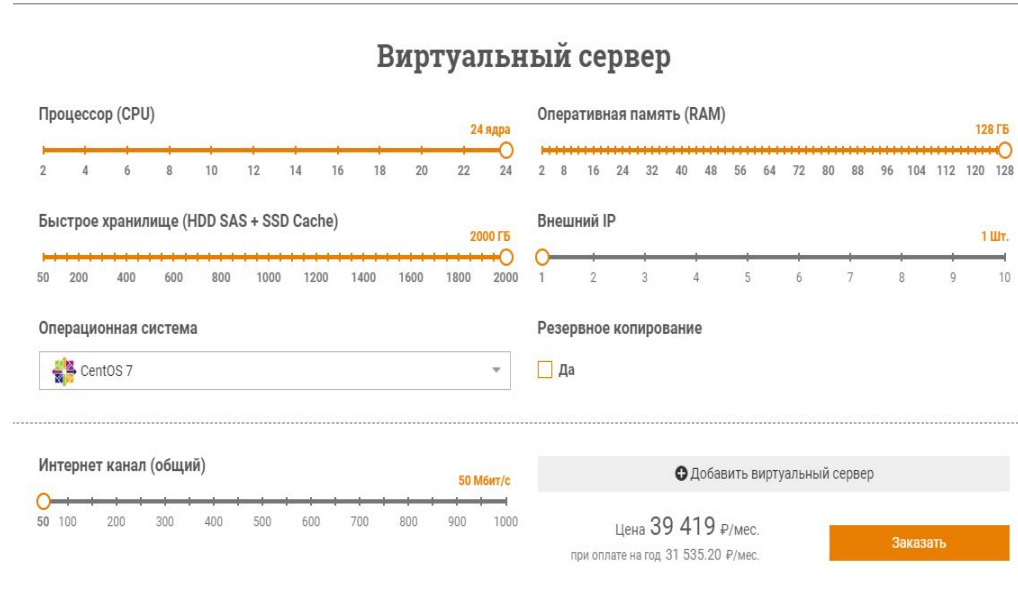 Виртуальный сервер
Процессор (CPU)
24 ядра
2 4 6 8 10 12 14 16 18 20 22 24
Оперативная память (RAM)
128 ГБ
2 8 16 24 32 40 48 56 64 72 80 88 96 104 112 120 128
Быстрое хранилище (HDD SAS + SSD Cache)
2000 ГБ
50 200 400 600 800 1000 1200 1400 1600 1800 2000
Внешний IP
1 Шт.
1 2 3 4 5 6 7 8 9 10
Операционная система
CentOS 7
Резервное копирование
Да
Интернет канал (общий)
50 Мбит/с
50 100 200 300 400 500 600 700 800 900 1000
Добавить виртуальный сервер
Цена 39 419 ₽/мес.
при оплате на год 31 535.20 ₽/мес.
Заказать